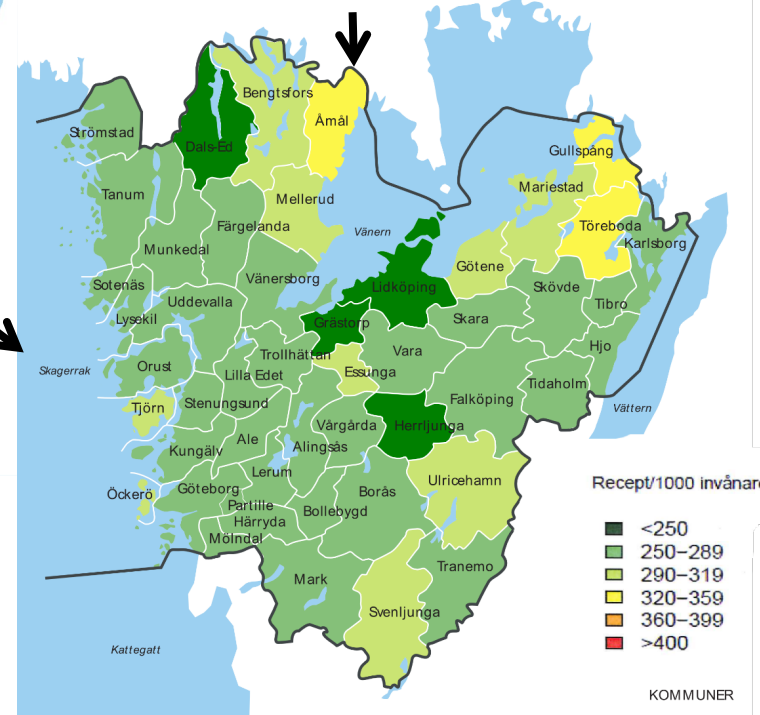 Bengtsfors
Åmål
Strömstad
Dals-Ed
Gullspång
Mariestad
Tanum
Mellerud
Färgelanda
Vänern
Töreboda
Karlsborg
Munkedal
Götene
Vänersborg
Sotenäs
Lidköping
Skövde
Uddevalla
Tibro
Lysekil
Grästorp
Skara
Trollhättan
Vara
Hjo
Orust
Skagerrak
Lilla Edet
Essunga
Tidaholm
Tjörn
Stenungsund
Falköping
Vättern
Vårgårda
Herrljunga
Ale
Alingsås
Kungälv
Lerum
Ulricehamn
Öckerö
Göteborg
Borås
Partille
Bollebygd
Härryda
Mölndal
Tranemo
Mark
Svenljunga
Kattegatt
Recept/1000 invånare
<250
250–289
290–319
320–359
360–399
>400
KOMMUNER